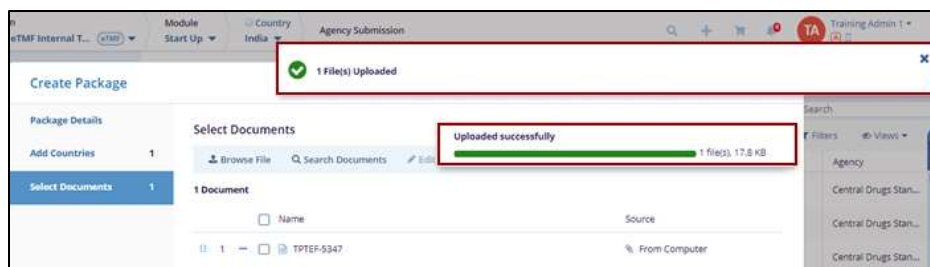 n Module Country
eTMF Internal T... eTMF Start Up India Agency Submission TA Training Admin 1
1 File(s) Uploaded
Create Package
Search
Package Details
Select Documents
Uploaded successfully
Filters Views
1 file(s), 17.8 KB
Add Countries 1
Browse File Search Documents Edit
Agency
Select Documents 1
1 Document
Central Drugs Stan...
Name Source
Central Drugs Stan...
1 TPTEF-5347 From Computer
Central Drugs Stan...